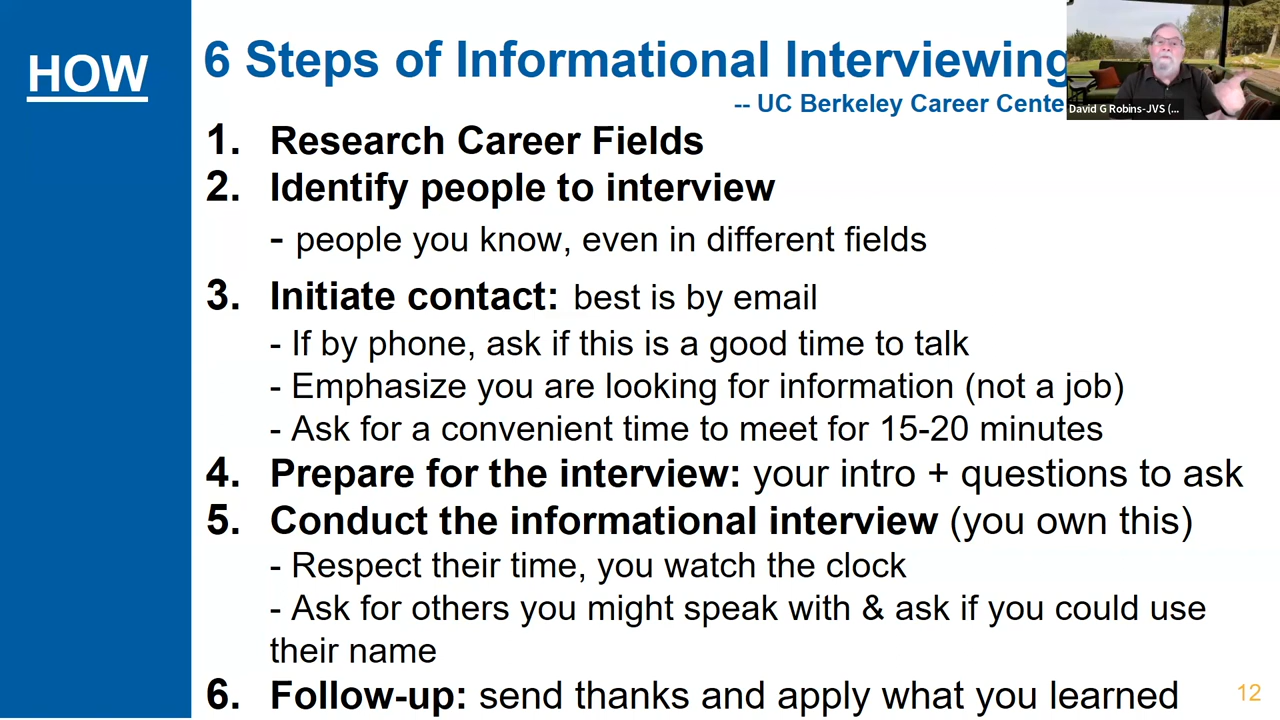 HOW
6 Steps of Informational Interviewing
-- UC Berkeley Career Cente
David G Robins-JVS (...
1. Research Career Fields
2. Identify people to interview
- people you know, even in different fields
3. Initiate contact: best is by email
- If by phone, ask if this is a good time to talk
- Emphasize you are looking for information (not a job)
- Ask for a convenient time to meet for 15-20 minutes
4. Prepare for the interview: your intro + questions to ask
5. Conduct the informational interview (you own this)
- Respect their time, you watch the clock
- Ask for others you might speak with & ask if you could use
their name
6. Follow-up: send thanks and apply what you learned
12